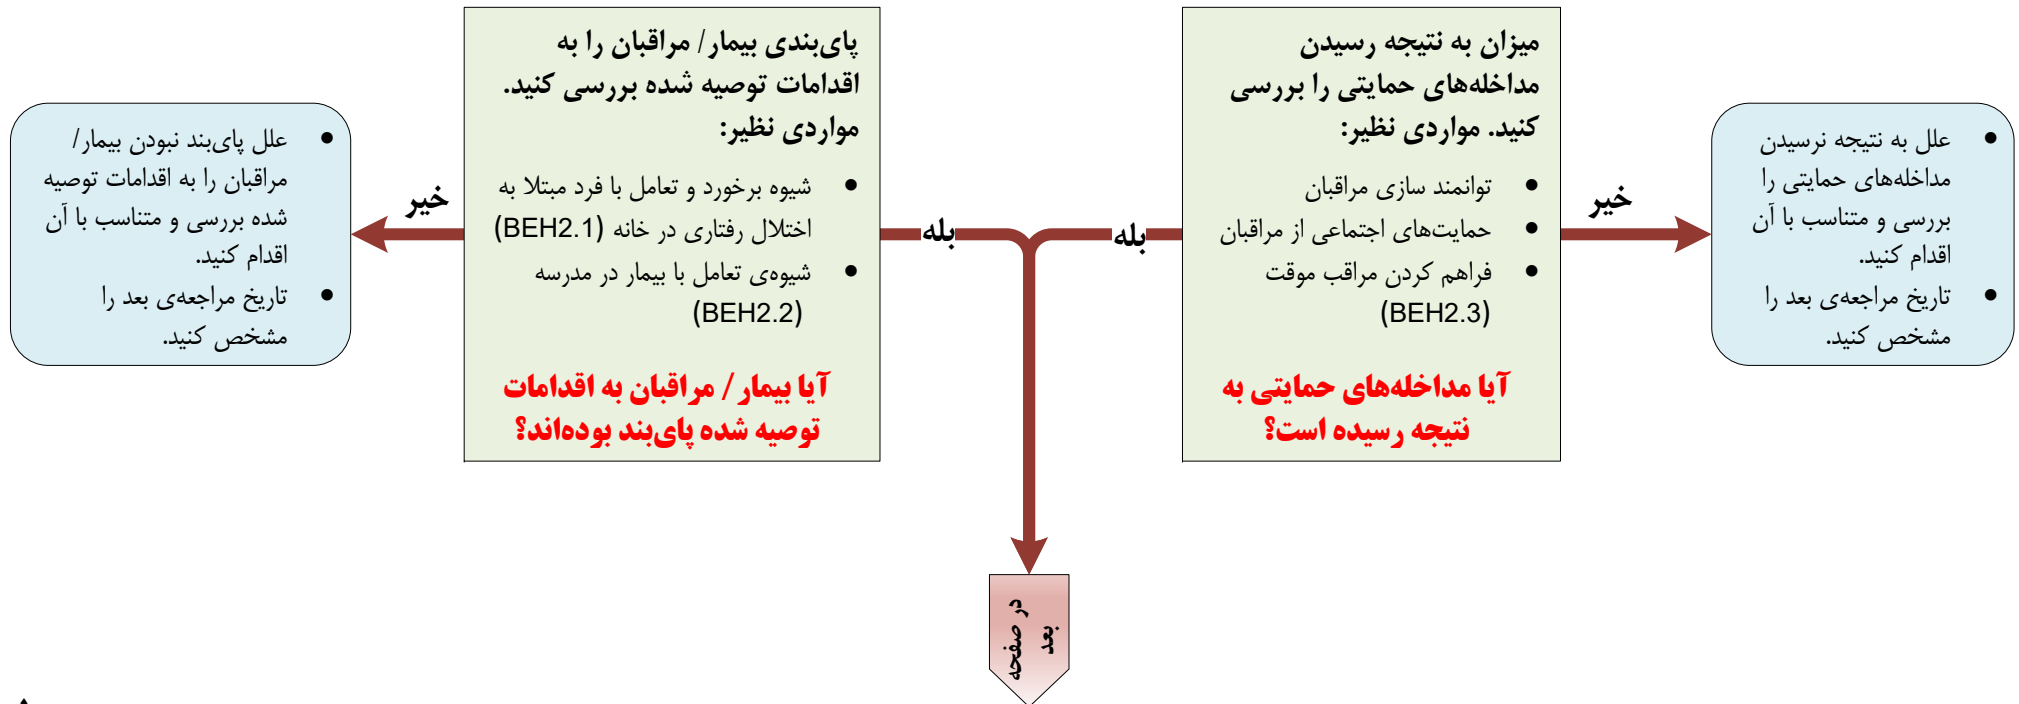 میزان به نتیجه رسیدن
مداخله‌های حمایتی را بررسی
کنید. مواردی نظیر:
• توانمند سازی مراقبان
• حمایت‌های اجتماعی از مراقبان
• فراهم کردن مراقب موقت
(BEH2.3)
آیا مداخله‌های حمایتی به
نتیجه رسیده است؟
خیر
• علل به نتیجه نرسیدن
مداخله‌های حمایتی را
بررسی و متناسب با آن
اقدام کنید.
• تاریخ مراجعه‌ی بعد را
مشخص کنید.
بله
پای‌بندی بیمار/ مراقبان را به
اقدامات توصیه شده بررسی کنید.
مواردی نظیر:
• شیوه برخورد و تعامل با فرد مبتلا به
اختلال رفتاری در خانه (BEH2.1)
• شیوه‌ی تعامل با بیمار در مدرسه
(BEH2.2)
آیا بیمار / مراقبان به اقدامات
توصیه شده پای‌بند بوده‌اند؟
بله
خیر
• علل پای‌بند نبودن بیمار/
مراقبان را به اقدامات توصیه
شده بررسی و متناسب با آن
اقدام کنید.
• تاریخ مراجعه‌ی بعد را
مشخص کنید.
در صفحه
بعد